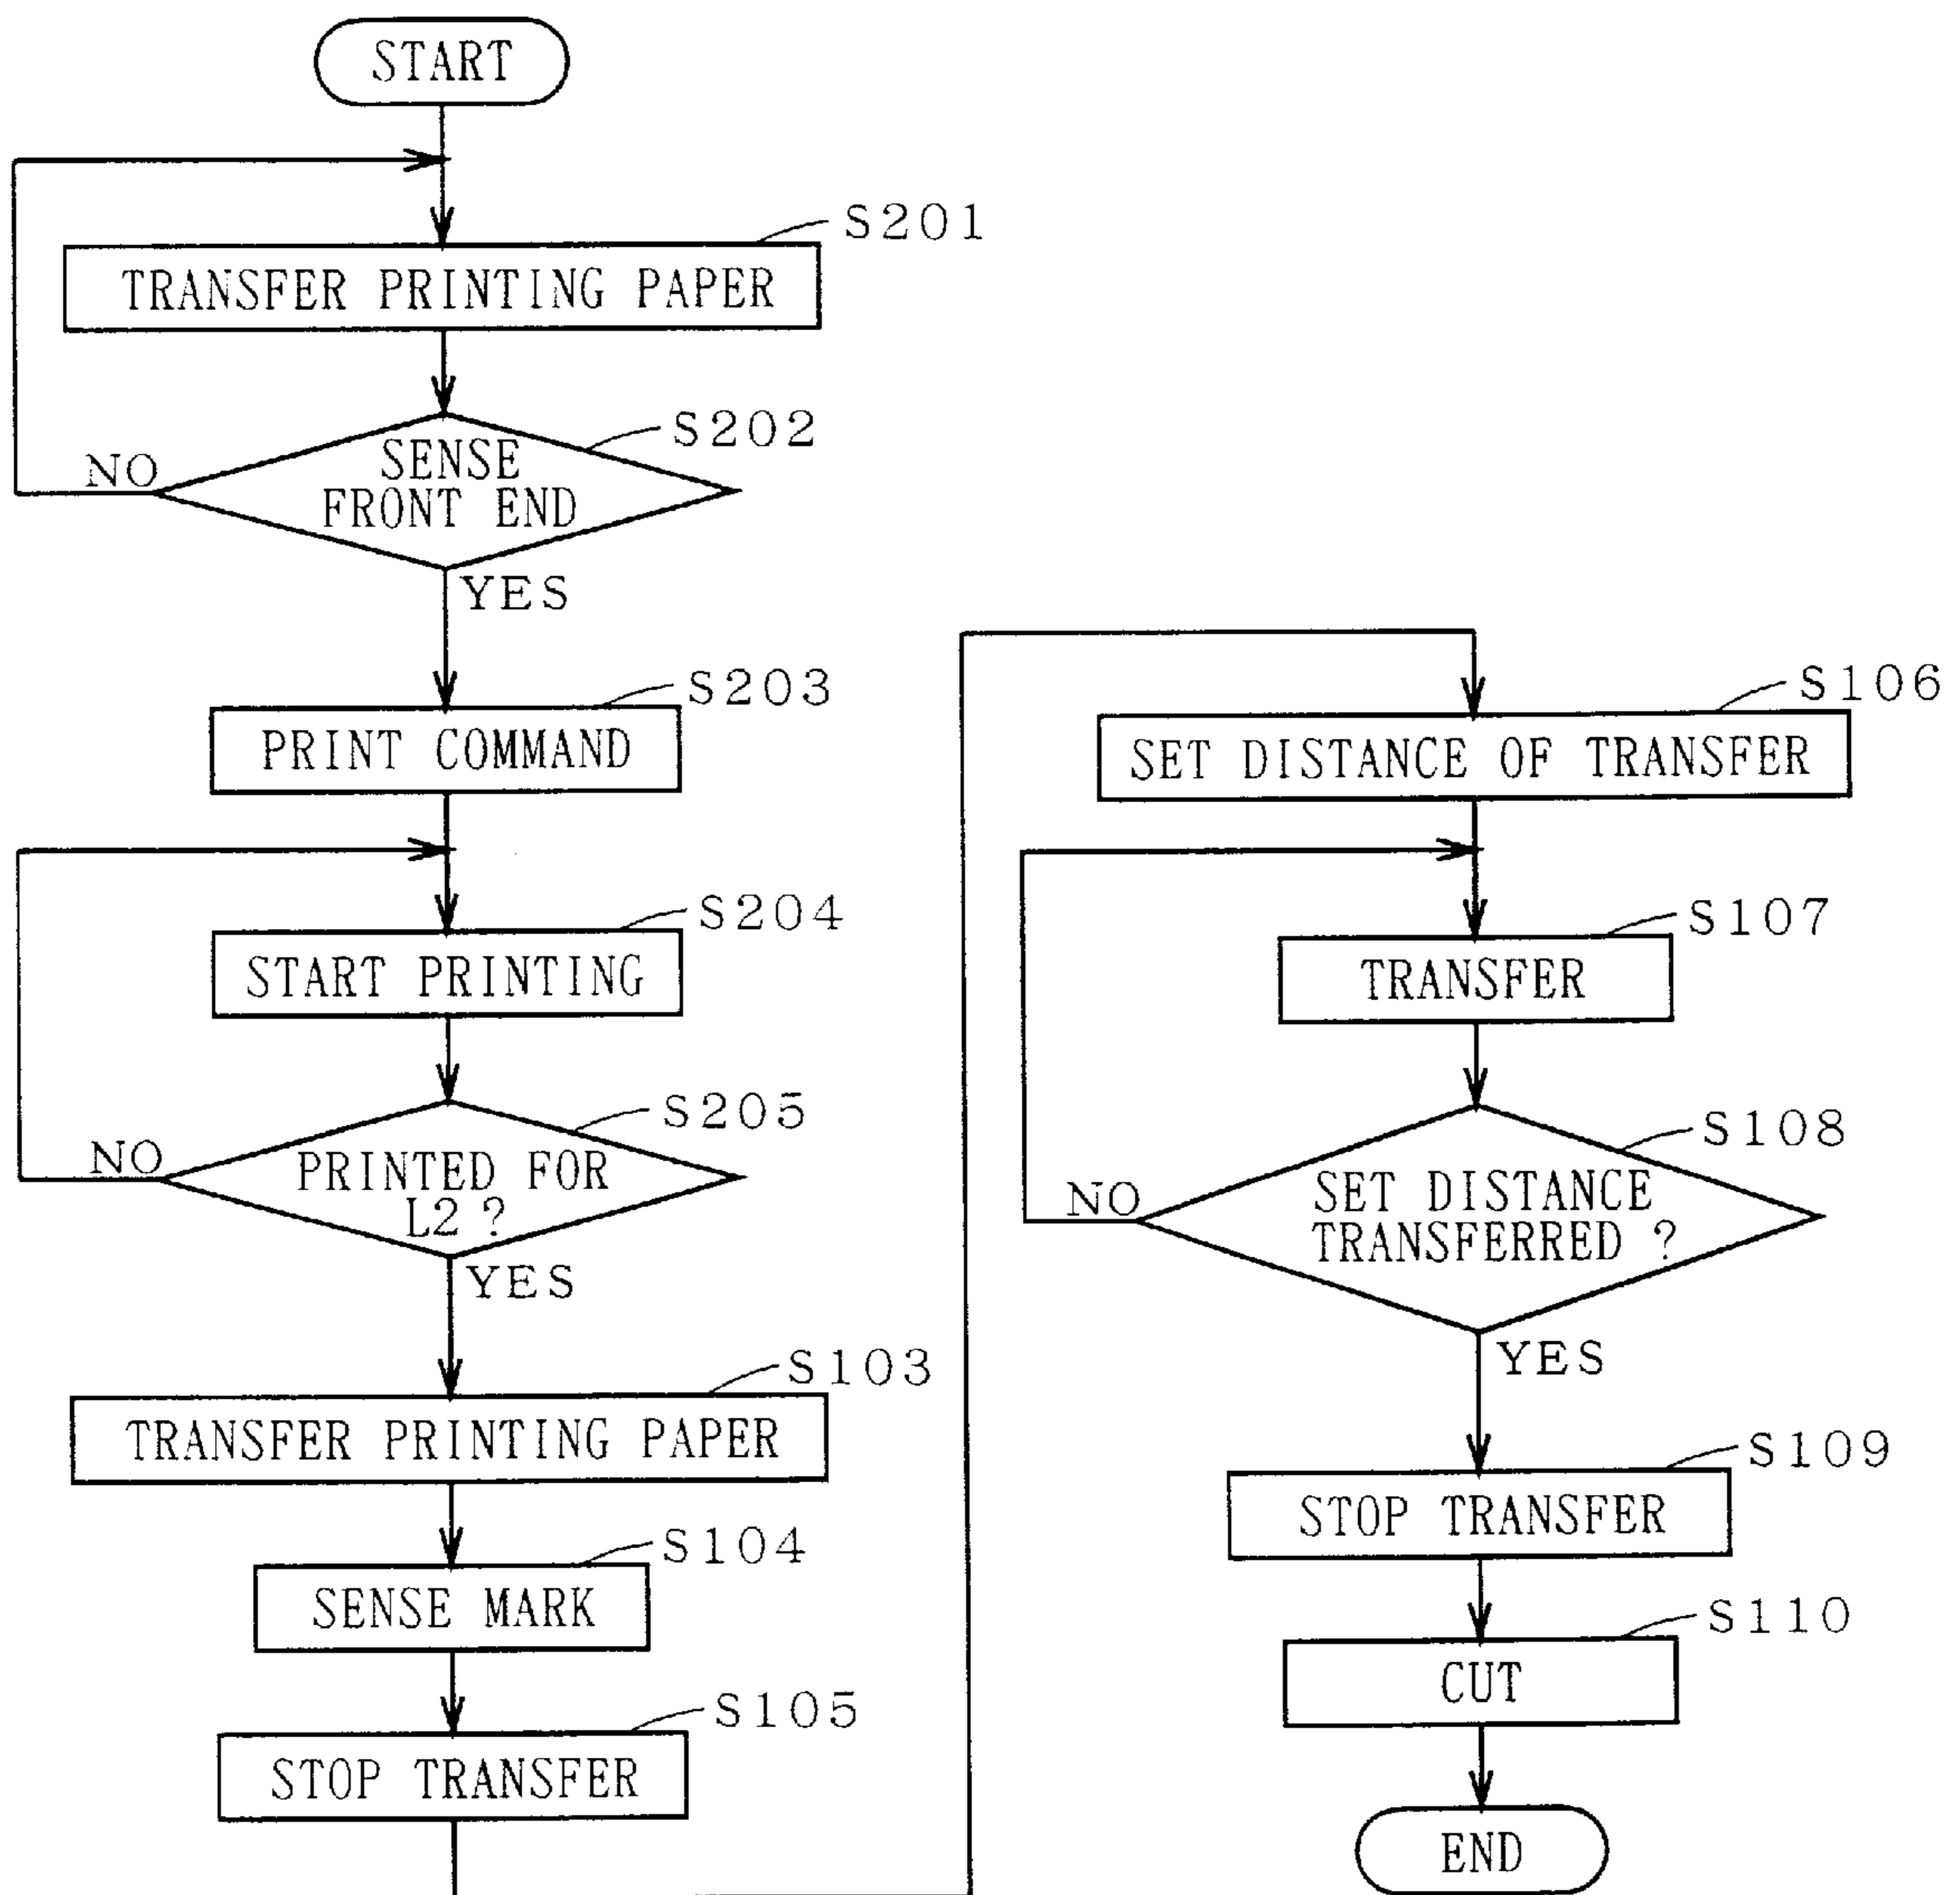 START
S201
TRANSFER PRINTING PAPER
S202
SENSE
FRONT END
NO
YES
S203
PRINT COMMAND
S204
START PRINTING
S205
PRINTED FOR
L2 ?
NO
YES
S103
TRANSFER PRINTING PAPER
S104
SENSE MARK
S105
STOP TRANSFER
S106
SET DISTANCE OF TRANSFER
S107
TRANSFER
S108
SET DISTANCE
TRANSFERRED ?
NO
YES
S109
STOP TRANSFER
S110
CUT
END